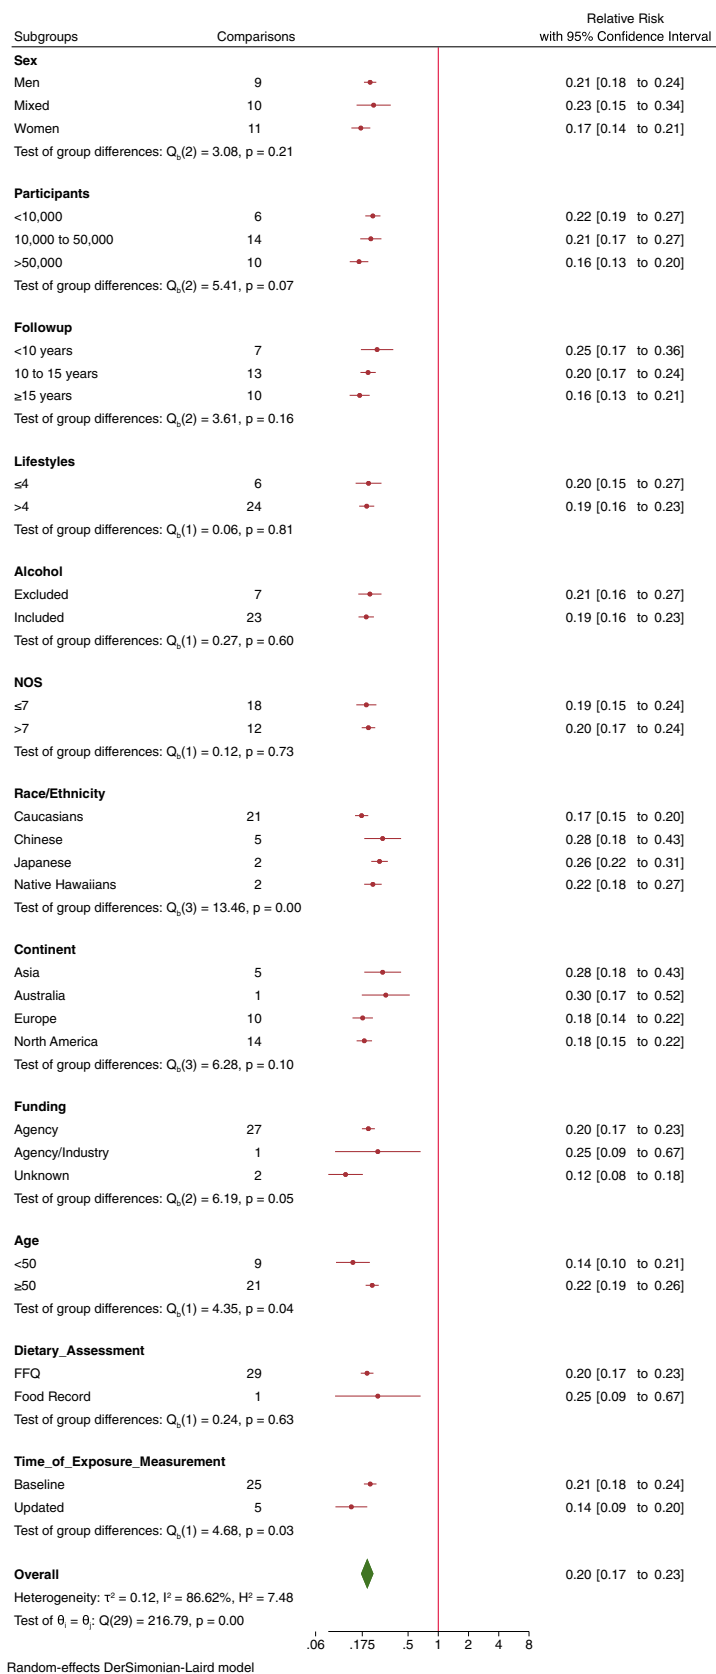 Relative Risk
Subgroups Comparisons with 95% Confidence Interval
Sex
Men 9 0.21 [0.18 to 0.24]
Mixed 10 0.23 [0.15 to 0.34]
Women 11 0.17 [0.14 to 0.21]
Test of group differences: Qb(2) = 3.08, p = 0.21
Participants
<10,000 6 0.22 [0.19 to 0.27]
10,000 to 50,000 14 0.21 [0.17 to 0.27]
>50,000 10 0.16 [0.13 to 0.20]
Test of group differences: Qb(2) = 5.41, p = 0.07
Followup
<10 years 7 0.25 [0.17 to 0.36]
10 to 15 years 13 0.20 [0.17 to 0.24]
≥15 years 10 0.16 [0.13 to 0.21]
Test of group differences: Qb(2) = 3.61, p = 0.16
Lifestyles
≤4 6 0.20 [0.15 to 0.27]
>4 24 0.19 [0.16 to 0.23]
Test of group differences: Qb(1) = 0.06, p = 0.81
Alcohol
Excluded 7 0.21 [0.16 to 0.27]
Included 23 0.19 [0.16 to 0.23]
Test of group differences: Qb(1) = 0.27, p = 0.60
NOS
≤7 18 0.19 [0.15 to 0.24]
>7 12 0.20 [0.17 to 0.24]
Test of group differences: Qb(1) = 0.12, p = 0.73
Race/Ethnicity
Caucasians 21 0.17 [0.15 to 0.20]
Chinese 5 0.28 [0.18 to 0.43]
Japanese 2 0.26 [0.22 to 0.31]
Native Hawaiians 2 0.22 [0.18 to 0.27]
Test of group differences: Qb(3) = 13.46, p = 0.00
Continent
Asia 5 0.28 [0.18 to 0.43]
Australia 1 0.30 [0.17 to 0.52]
Europe 10 0.18 [0.14 to 0.22]
North America 14 0.18 [0.15 to 0.22]
Test of group differences: Qb(3) = 6.28, p = 0.10
Funding
Agency 27 0.20 [0.17 to 0.23]
Agency/Industry 1 0.25 [0.09 to 0.67]
Unknown 2 0.12 [0.08 to 0.18]
Test of group differences: Qb(2) = 6.19, p = 0.05
Age
<50 9 0.14 [0.10 to 0.21]
≥50 21 0.22 [0.19 to 0.26]
Test of group differences: Qb(1) = 4.35, p = 0.04
Dietary_Assessment
FFQ 29 0.20 [0.17 to 0.23]
Food Record 1 0.25 [0.09 to 0.67]
Test of group differences: Qb(1) = 0.24, p = 0.63
Time_of_Exposure_Measurement
Baseline 25 0.21 [0.18 to 0.24]
Updated 5 0.14 [0.09 to 0.20]
Test of group differences: Qb(1) = 4.68, p = 0.03
Overall 0.20 [0.17 to 0.23]
Heterogeneity: τ² = 0.12, I² = 86.62%, H² = 7.48
Test of θi = θj: Q(29) = 216.79, p = 0.00
.06 .175 .5 1 2 4 8
Random-effects DerSimonian-Laird model